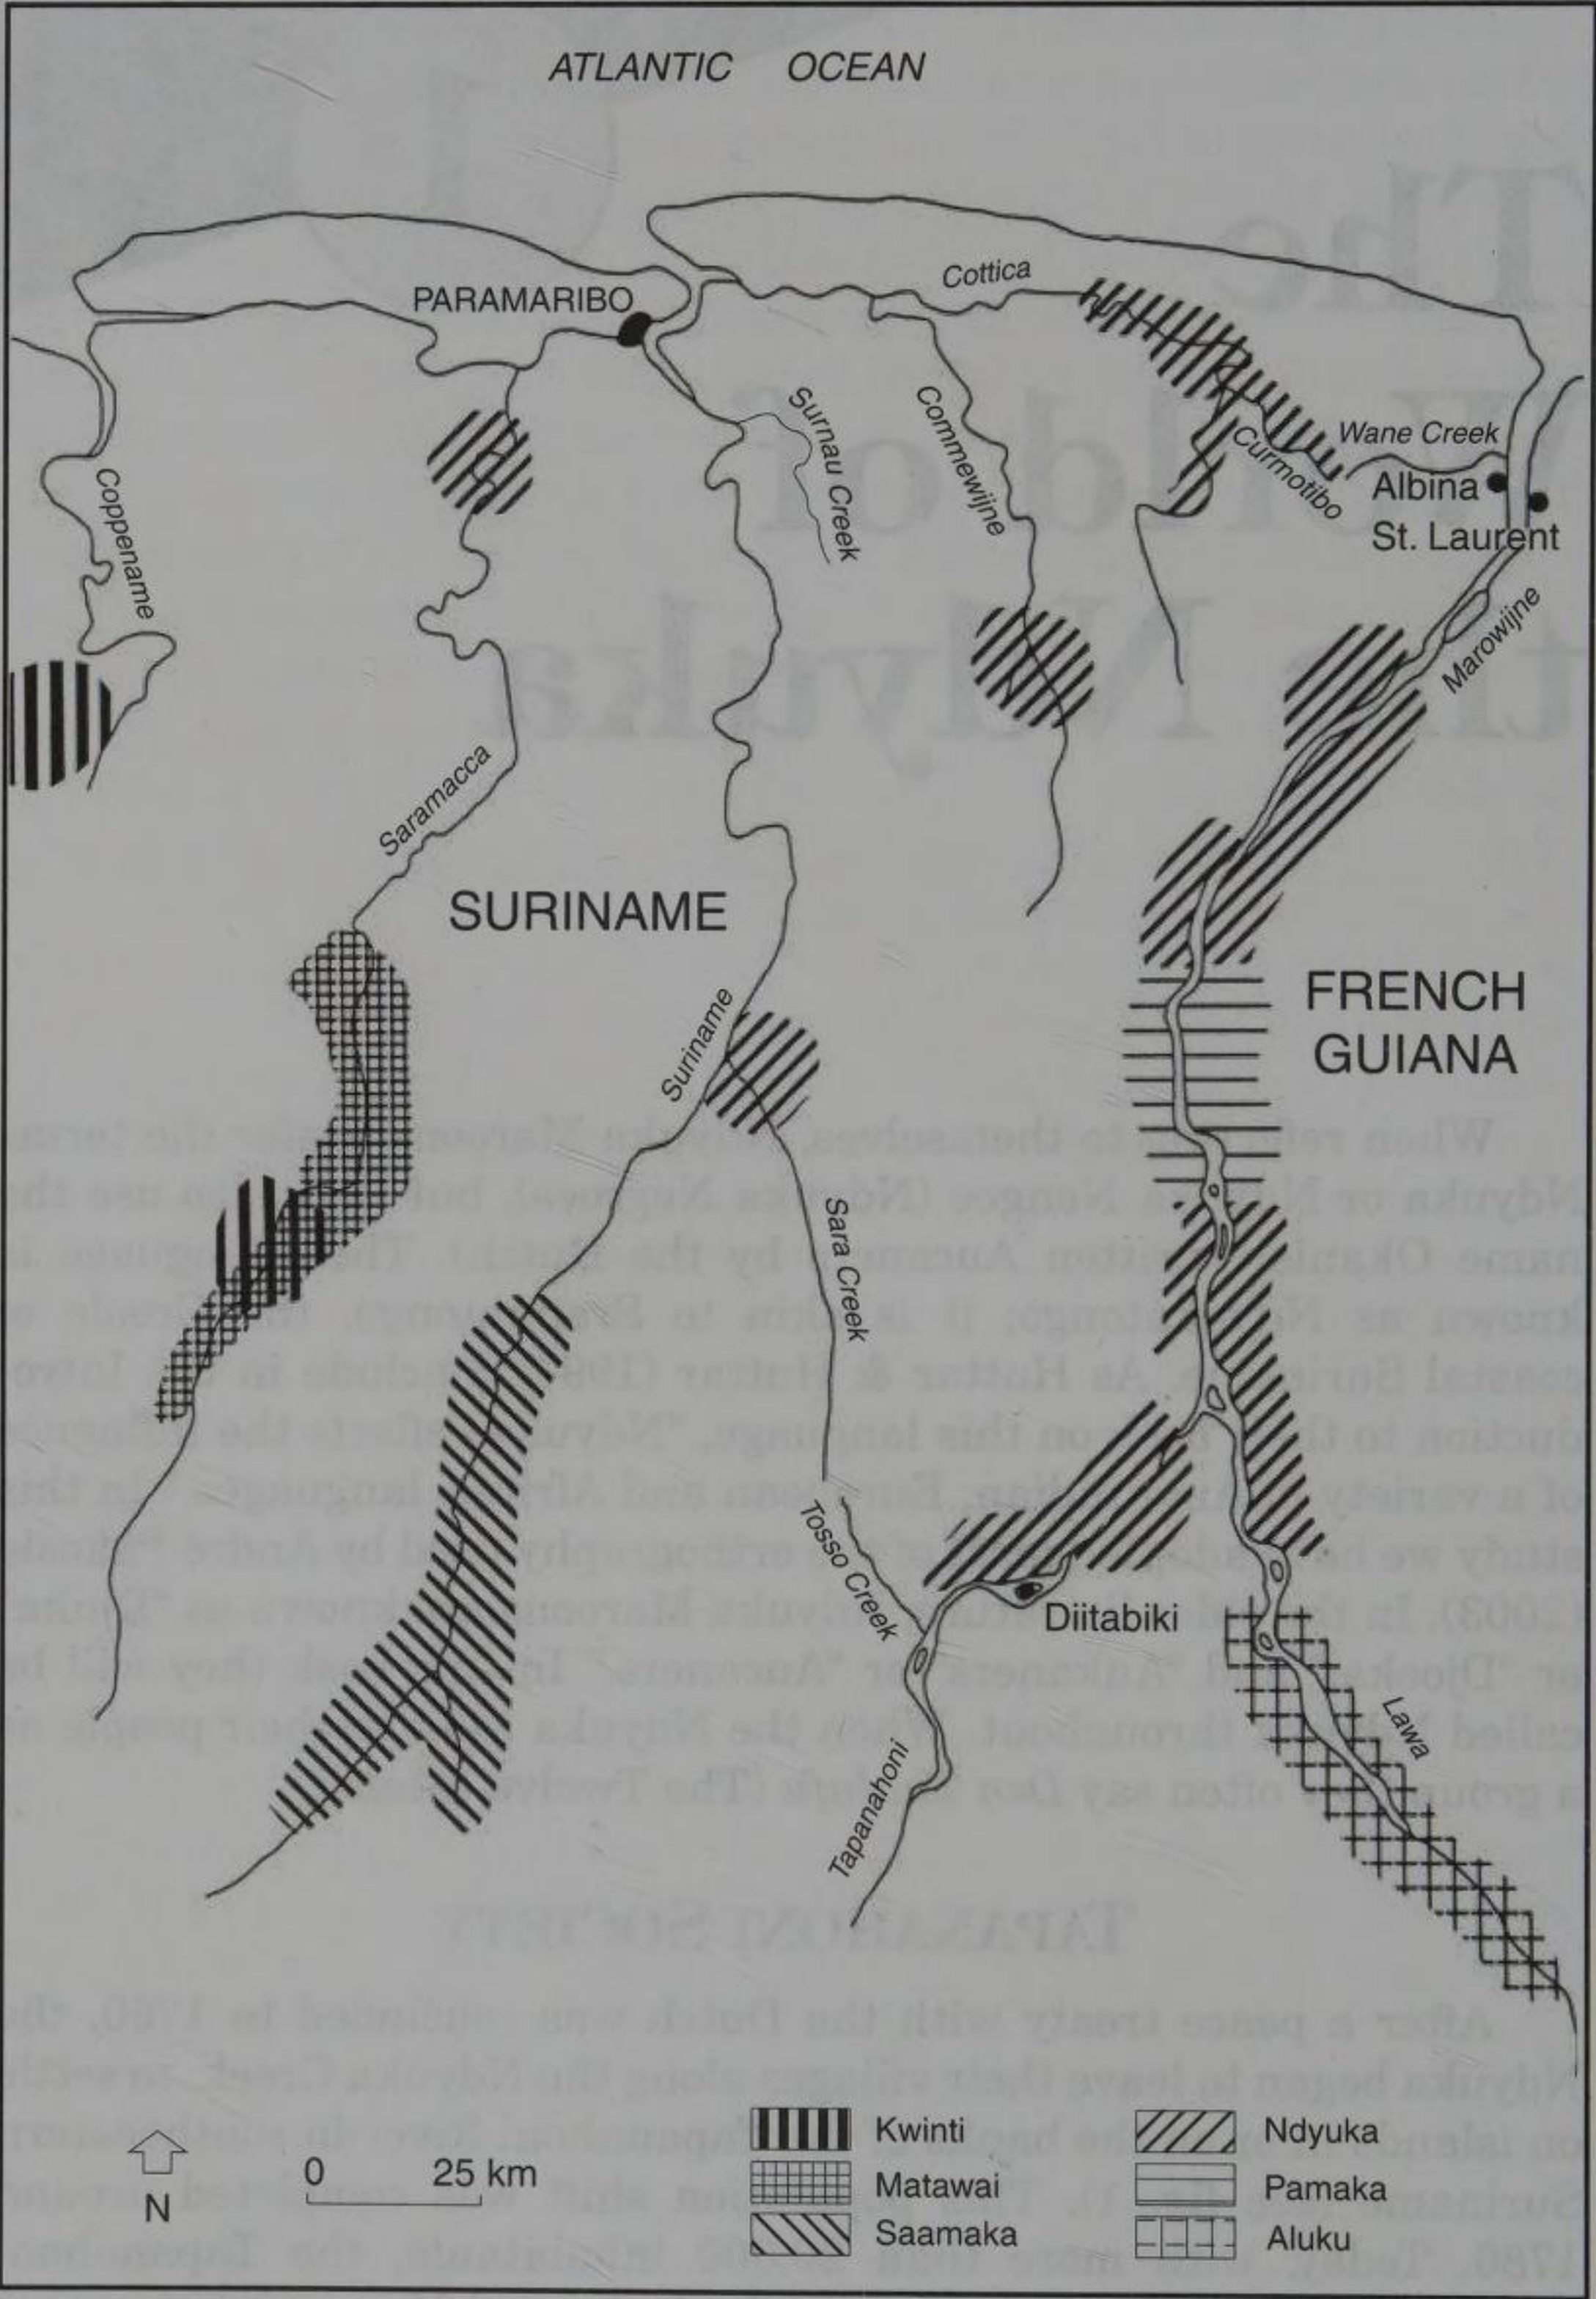 ATLANTIC OCEAN
Cottica
PARAMARIBO
Surnau Creek
Commewijne
Wane Creek
Curmotibo
Albina
St. Laurent
Coppename
Marowijne
Saramacca
SURINAME
FRENCH
GUIANA
Suriname
Sara Creek
Tosso Creek
Diitabiki
Lawa
Tapanahoni
Kwinti
Matawai
Saamaka
Ndyuka
Pamaka
Aluku
N
0 25 km